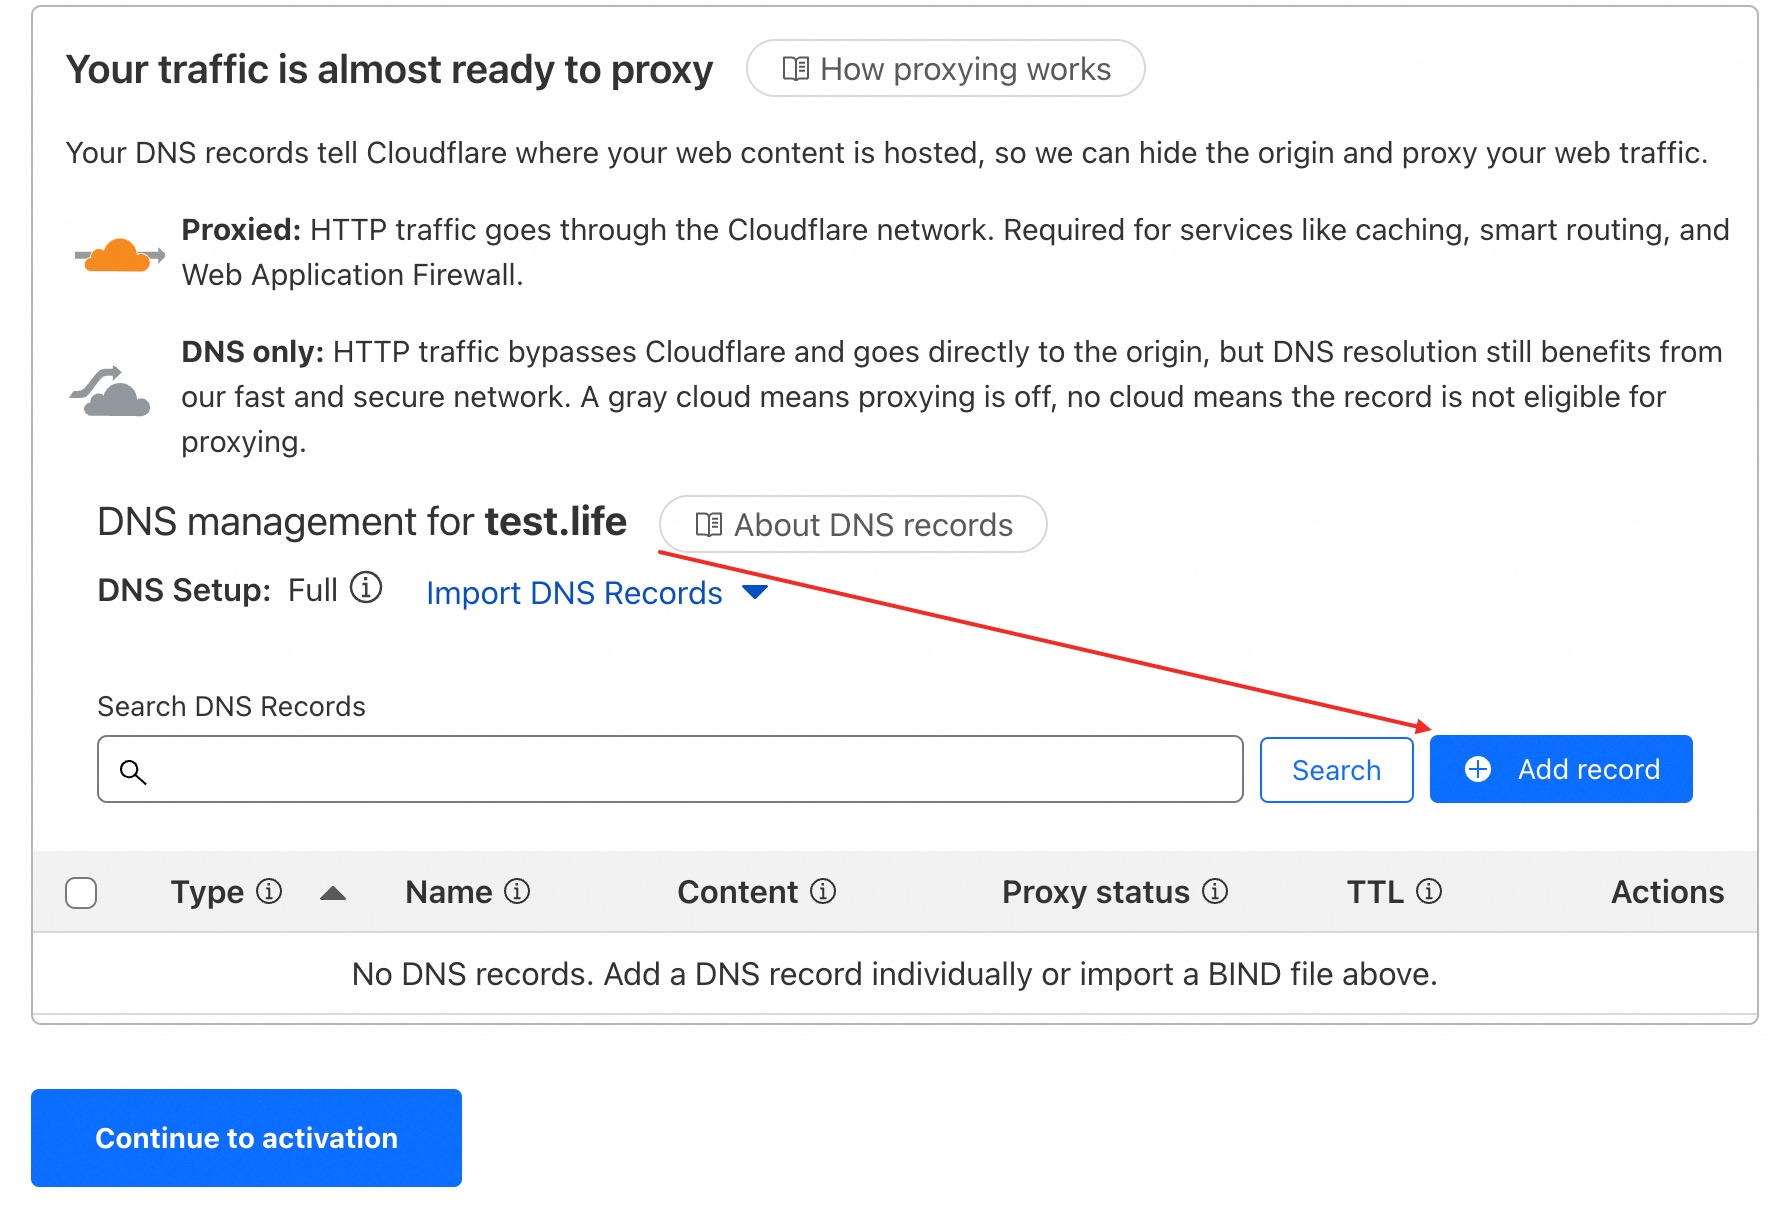 Your traffic is almost ready to proxy How proxying works
Your DNS records tell Cloudflare where your web content is hosted, so we can hide the origin and proxy your web traffic.
Proxied: HTTP traffic goes through the Cloudflare network. Required for services like caching, smart routing, and
Web Application Firewall.
DNS only: HTTP traffic bypasses Cloudflare and goes directly to the origin, but DNS resolution still benefits from
our fast and secure network. A gray cloud means proxying is off, no cloud means the record is not eligible for
proxying.
DNS management for test.life About DNS records
DNS Setup: Full Import DNS Records
Search DNS Records
Search Add record
Type Name Content Proxy status TTL Actions
No DNS records. Add a DNS record individually or import a BIND file above.
Continue to activation